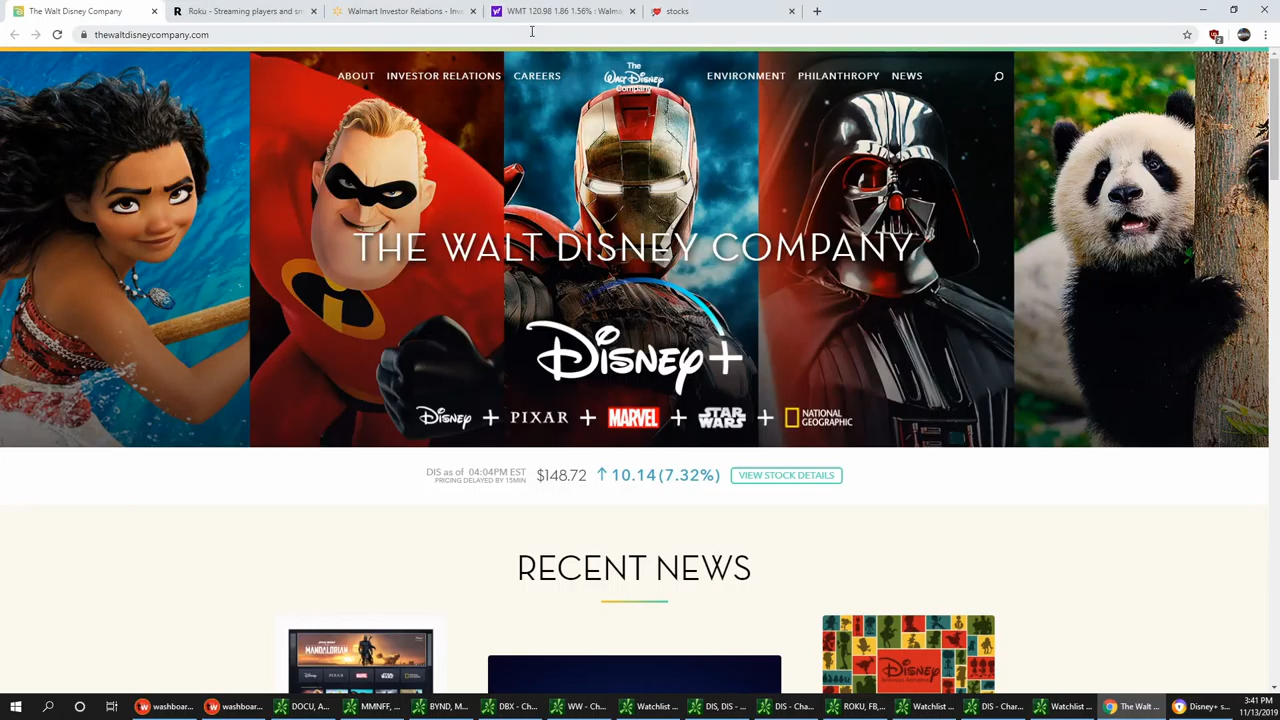 The Walt Disney Company
Roku - Streaming players and sm
Walmart Investor Relations - Inv
WMT 120.98 1.86 1.56% : Walma
stocks
thewaltdisneycompany.com
2
ABOUT
INVESTOR RELATIONS
CAREERS
The Walt Disney Company
ENVIRONMENT
PHILANTHROPY
NEWS
THE WALT DISNEY COMPANY
Disney+
Disney + PIXAR + MARVEL + STAR WARS + NATIONAL GEOGRAPHIC
DIS as of 04:04PM EST
PRICING DELAYED BY 15MIN
$148.72
↑ 10.14 (7.32%)
VIEW STOCK DETAILS
RECENT NEWS
THE MANDALORIAN
Disney
washboar...
washboar...
DOCU, A...
MMNFF, ...
BYND, M...
DBX - Ch...
WW - Ch...
Watchlist ...
DIS, DIS - ...
DIS - Cha...
ROKU, FB,...
Watchlist ...
DIS - Char...
Watchlist ...
The Walt ...
Disney+ s...
3:41 PM
11/13/2019